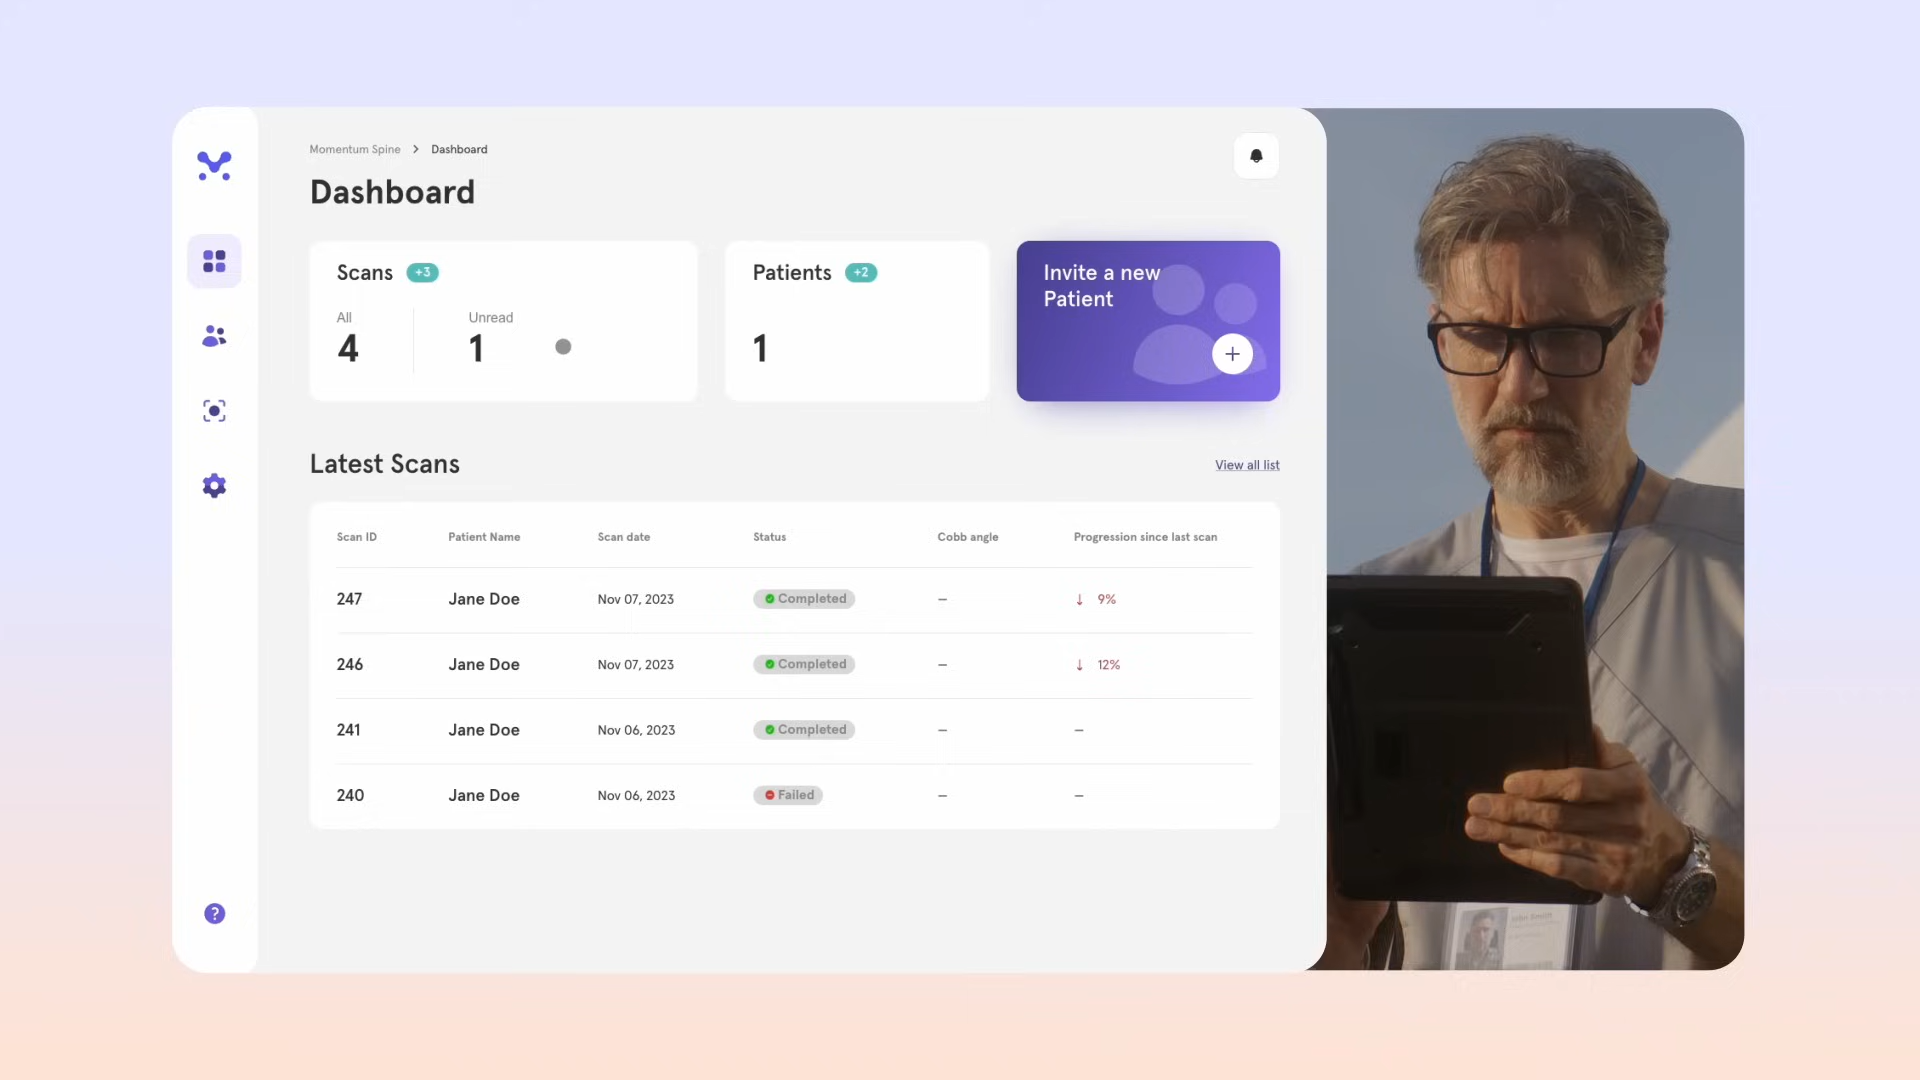 Momentum Spine > Dashboard
Dashboard
Scans +3
All
4
Unread
1
Patients +2
1
Invite a new
Patient
Latest Scans
View all list
Scan ID Patient Name Scan date Status Cobb angle Progression since last scan
247 Jane Doe Nov 07, 2023 Completed – ↓ 9%
246 Jane Doe Nov 07, 2023 Completed – ↓ 12%
241 Jane Doe Nov 06, 2023 Completed – –
240 Jane Doe Nov 06, 2023 Failed – –
?
John Smith